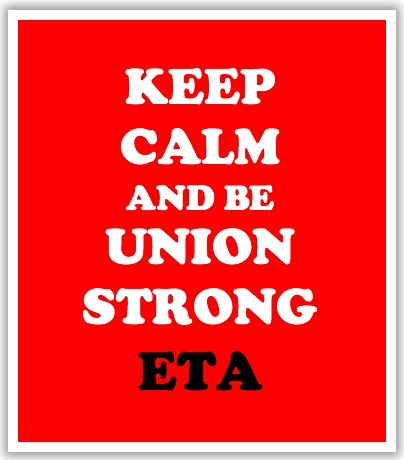 KEEP
CALM
AND BE
UNION
STRONG
ETA